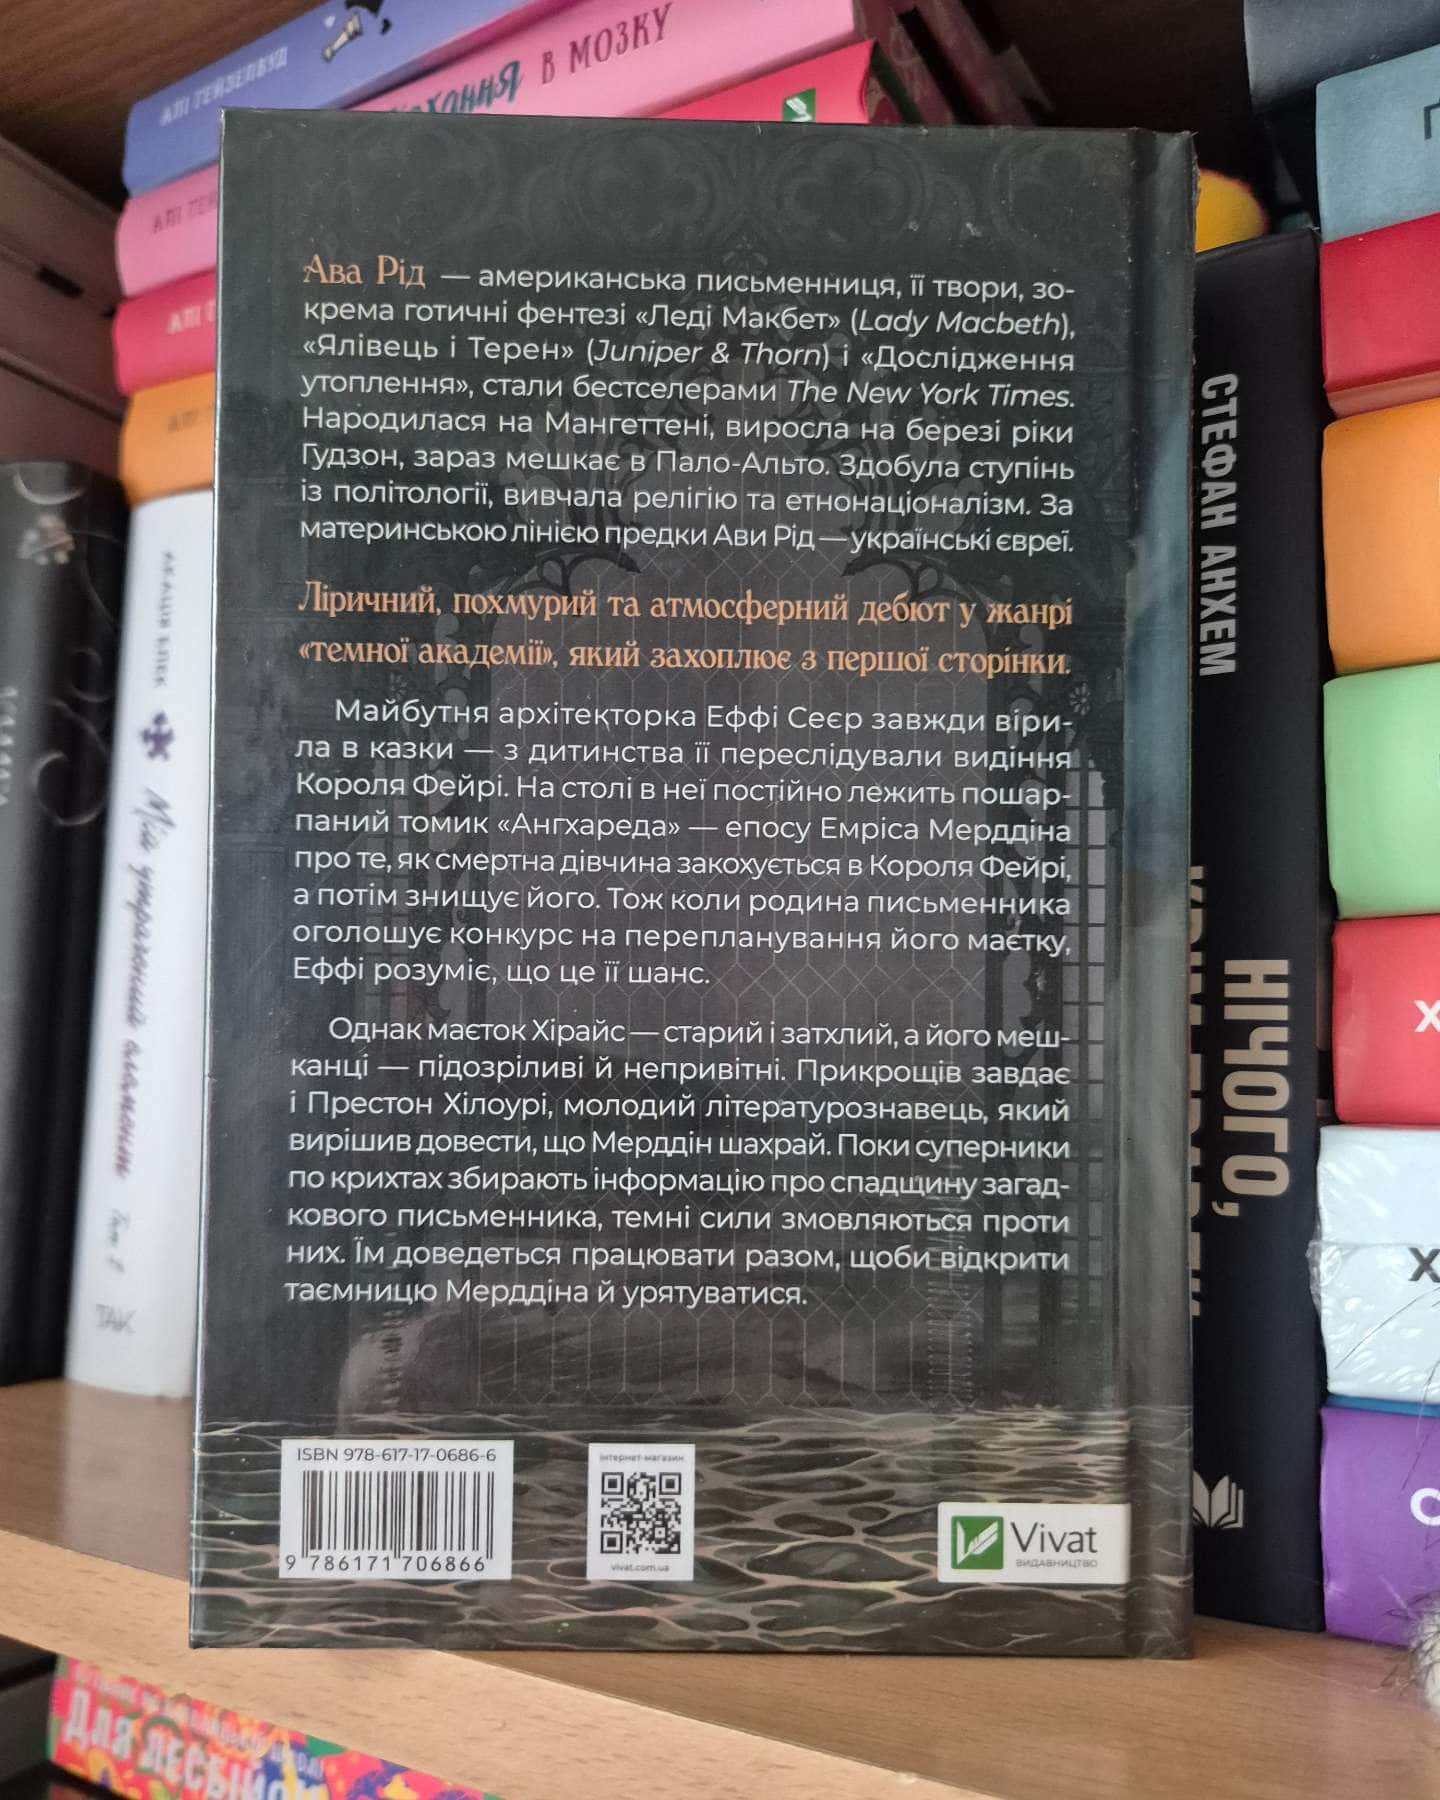 АЛІ ГЕЙЗЕЛВУД
КОХАННЯ В МОЗКУ
Ава Рід — американська письменниця, її твори, зо-
крема готичні фентезі «Леді Макбет» (Lady Macbeth),
«Ялівець і Терен» (Juniper & Thorn) і «Дослідження
утоплення», стали бестселерами The New York Times.
Народилася на Мангеттені, виросла на березі ріки
Гудзон, зараз мешкає в Пало-Альто. Здобула ступінь
із політології, вивчала релігію та етнонаціоналізм. За
материнською лінією предки Ави Рід — українські євреї.
Ліричний, похмурий та атмосферний дебют у жанрі
«темної академії», який захоплює з першої сторінки.
Майбутня архітекторка Еффі Сеєр завжди віри-
ла в казки — з дитинства її переслідували видіння
Короля Фейрі. На столі в неї постійно лежить пошар-
паний томик «Ангхареда» — епосу Емріса Мерддіна
про те, як смертна дівчина закохується в Короля Фейрі,
а потім знищує його. Тож коли родина письменника
оголошує конкурс на перепланування його маєтку,
Еффі розуміє, що це її шанс.
Однак маєток Хірайс — старий і затхлий, а його меш-
канці — підозріливі й непривітні. Прикрощів завдає
і Престон Хілоурі, молодий літературознавець, який
вирішив довести, що Мерддін шахрай. Поки суперники
по крихтах збирають інформацію про спадщину загад-
кового письменника, темні сили змовляються проти
них. Їм доведеться працювати разом, щоби відкрити
таємницю Мерддіна й урятуватися.
ISBN 978-617-17-0686-6
9 786171 706866
інтернет-магазин
vivat.com.ua
Vivat
ВИДАВНИЦТВО
Мій утрачений
ТАК
СТЕФАН АНХЕМ
НІЧОГО,
ДЛЯ